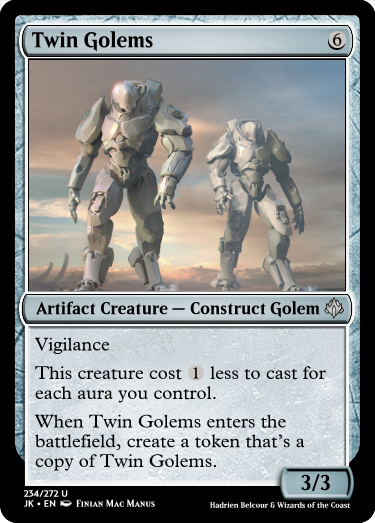 Twin Golems 6
Artifact Creature — Construct Golem
Vigilance
This creature cost 1 less to cast for
each aura you control.
When Twin Golems enters the
battlefield, create a token that's a
copy of Twin Golems.
3/3
234/272 U
JK • EN Finian Mac Manus
Hadrien Belcour & Wizards of the Coast